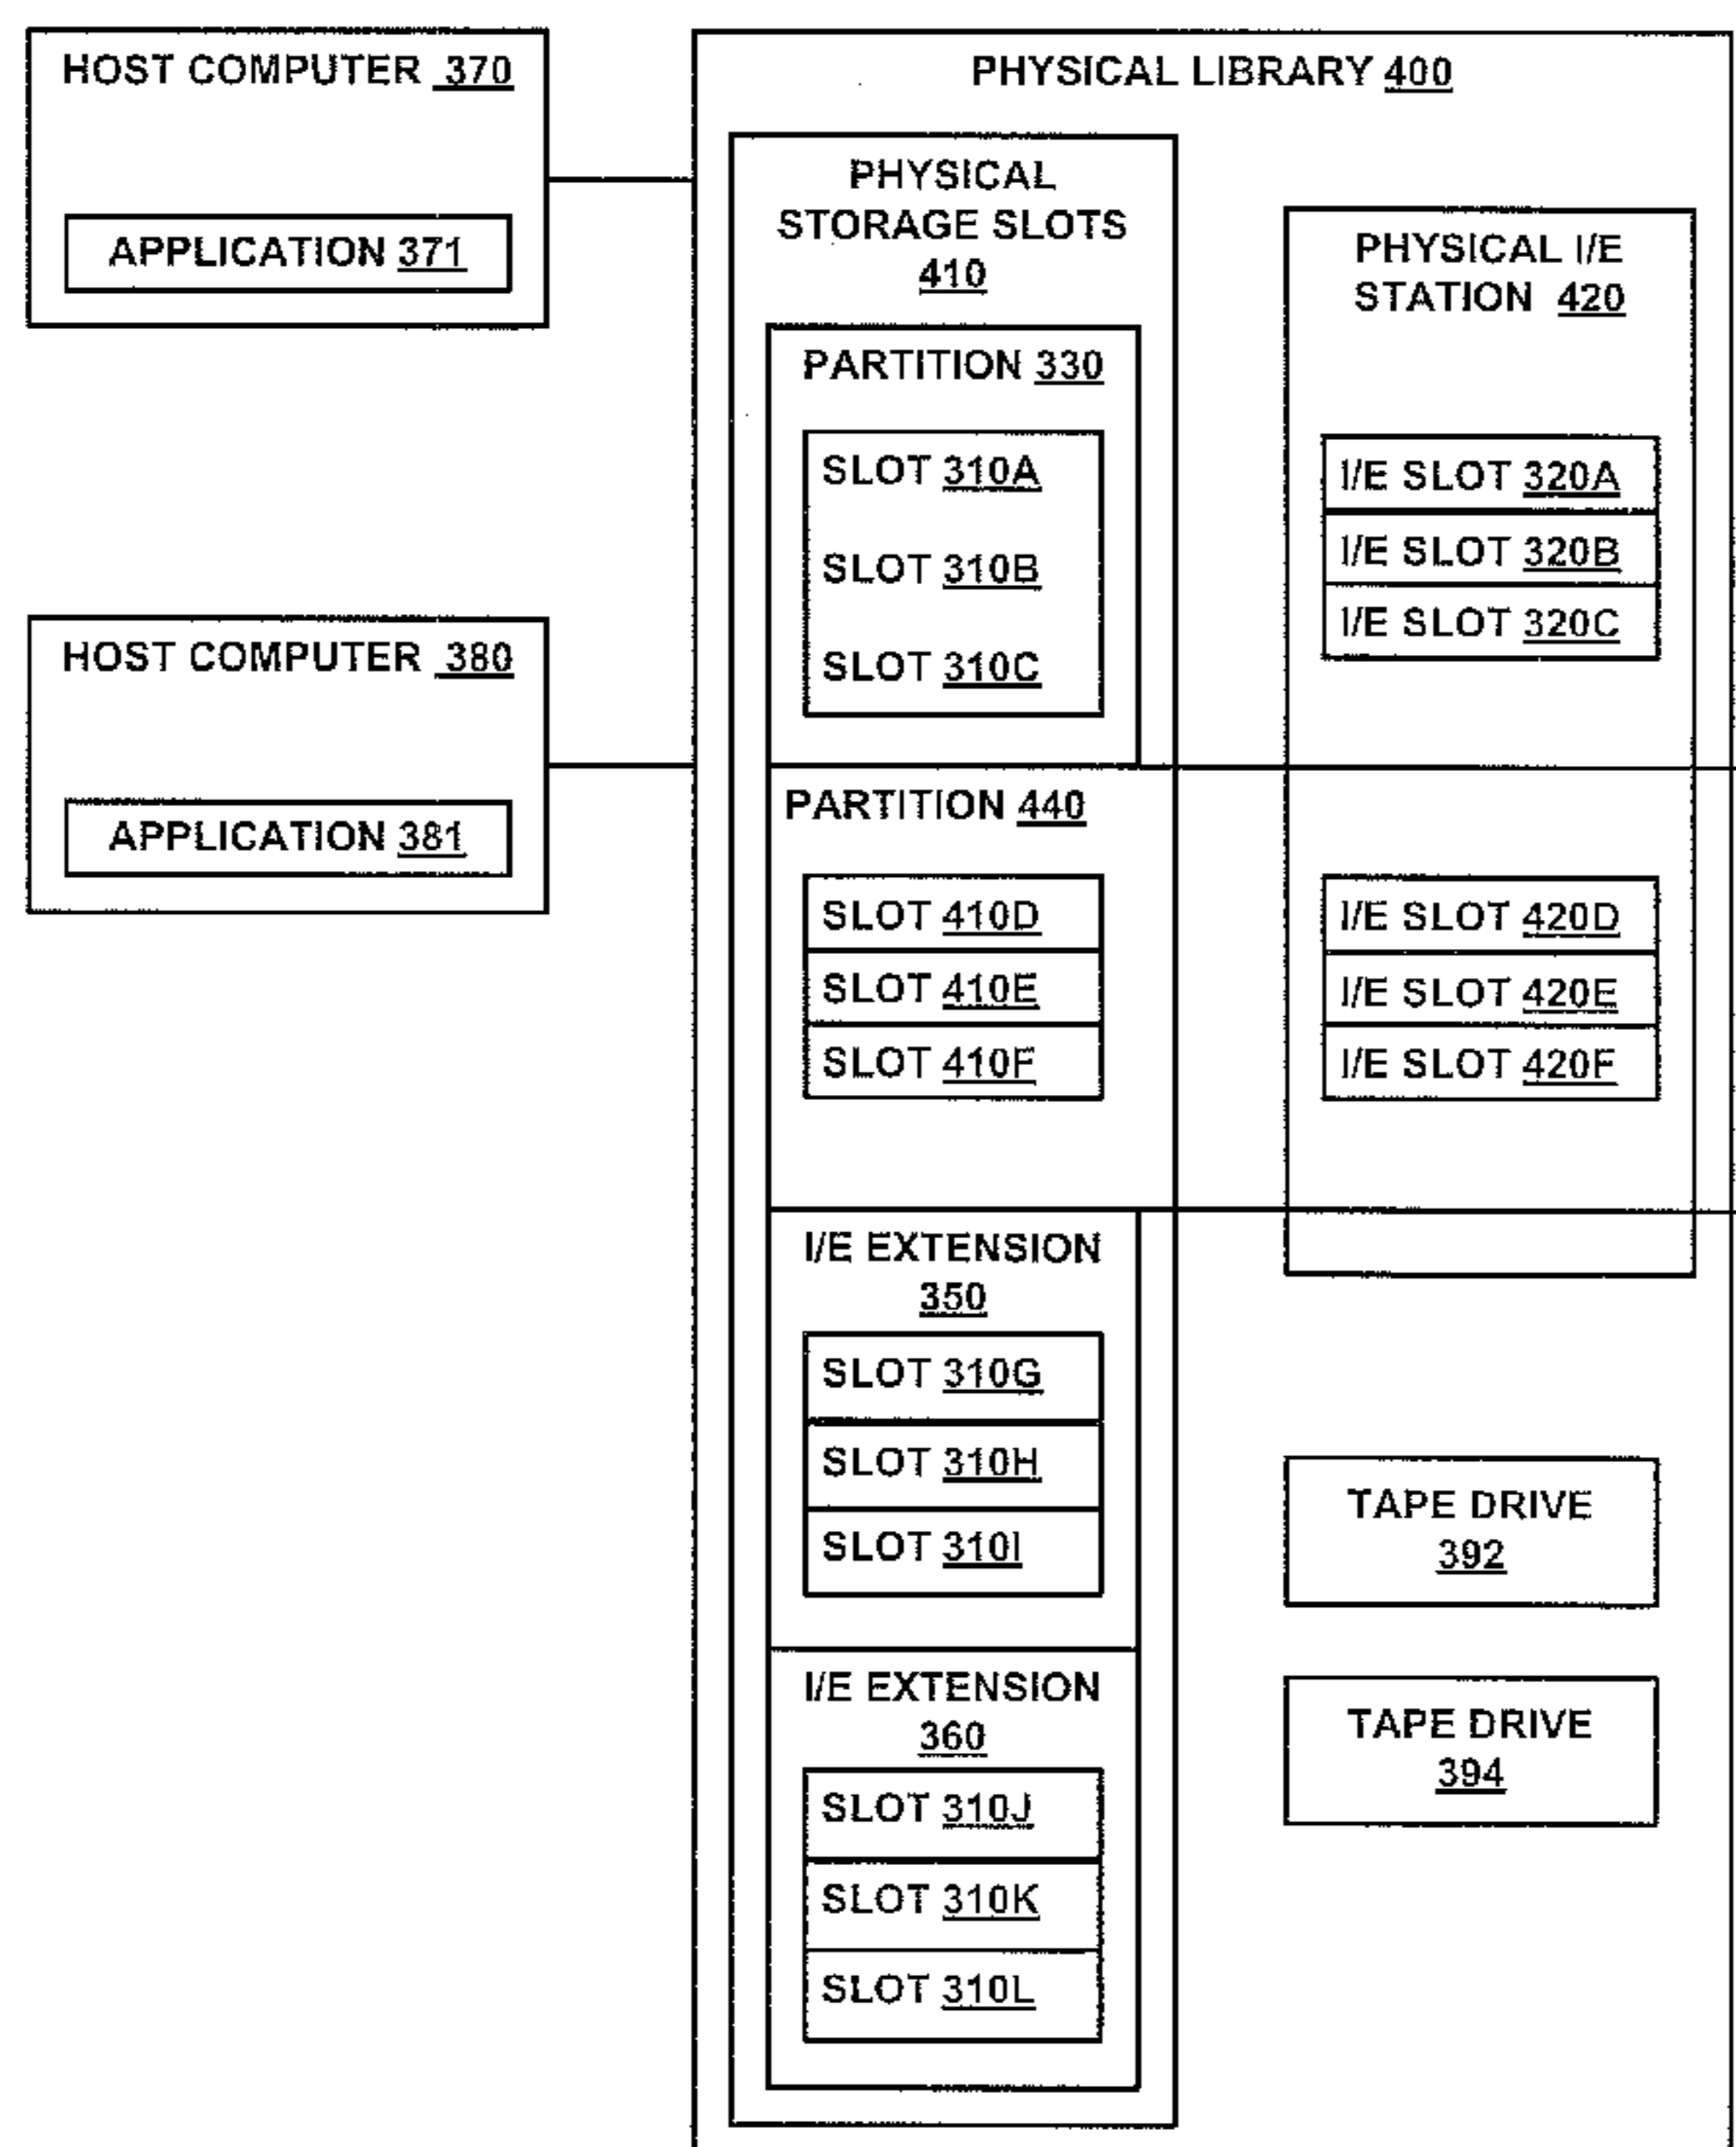 HOST COMPUTER 370
APPLICATION 371
HOST COMPUTER 380
APPLICATION 381
PHYSICAL LIBRARY 400
PHYSICAL
STORAGE SLOTS
410
PARTITION 330
SLOT 310A
SLOT 310B
SLOT 310C
PARTITION 440
SLOT 410D
SLOT 410E
SLOT 410F
I/E EXTENSION
350
SLOT 310G
SLOT 310H
SLOT 310I
I/E EXTENSION
360
SLOT 310J
SLOT 310K
SLOT 310L
PHYSICAL I/E
STATION 420
I/E SLOT 320A
I/E SLOT 320B
I/E SLOT 320C
I/E SLOT 420D
I/E SLOT 420E
I/E SLOT 420F
TAPE DRIVE
392
TAPE DRIVE
394